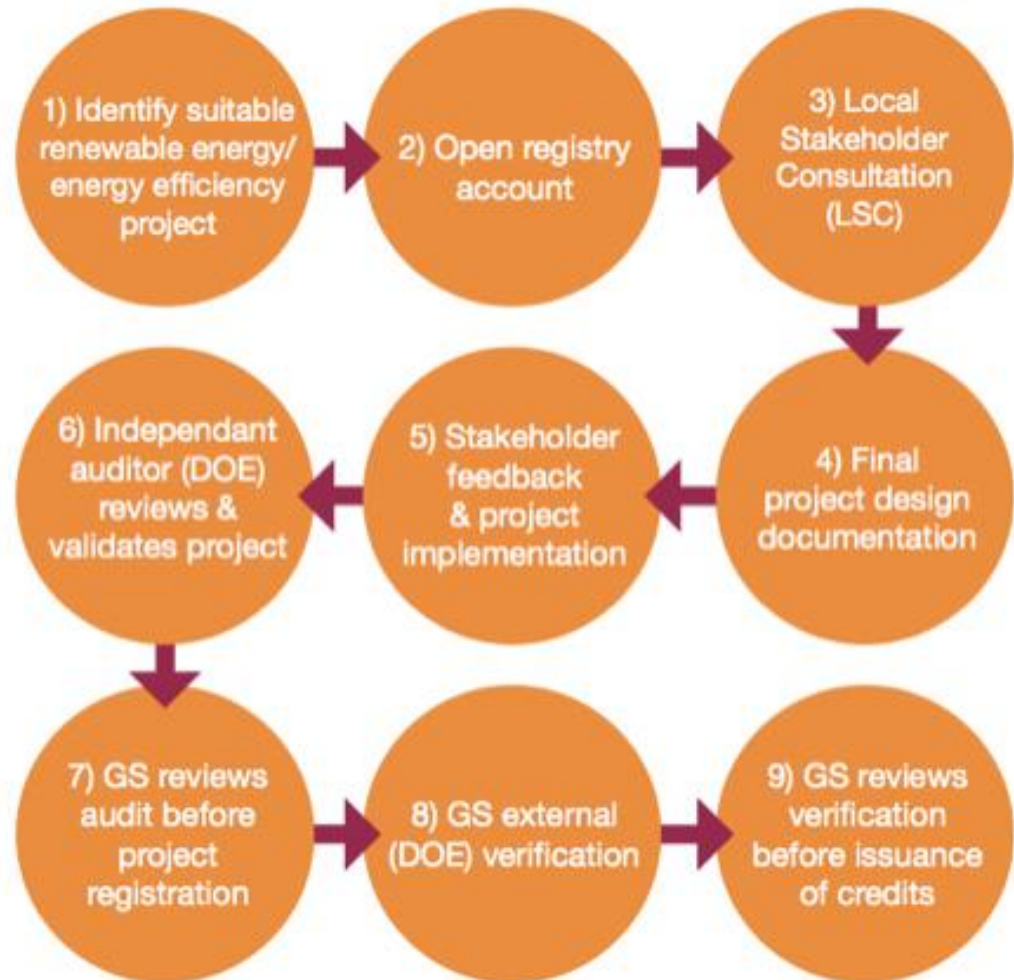 1) Identify suitable
renewable energy/
energy efficiency
project
2) Open registry
account
3) Local
Stakeholder
Consultation
(LSC)
4) Final
project design
documentation
5) Stakeholder
feedback
& project
implementation
6) Independant
auditor (DOE)
reviews &
validates project
7) GS reviews
audit before
project
registration
8) GS external
(DOE) verification
9) GS reviews
verification
before issuance
of credits